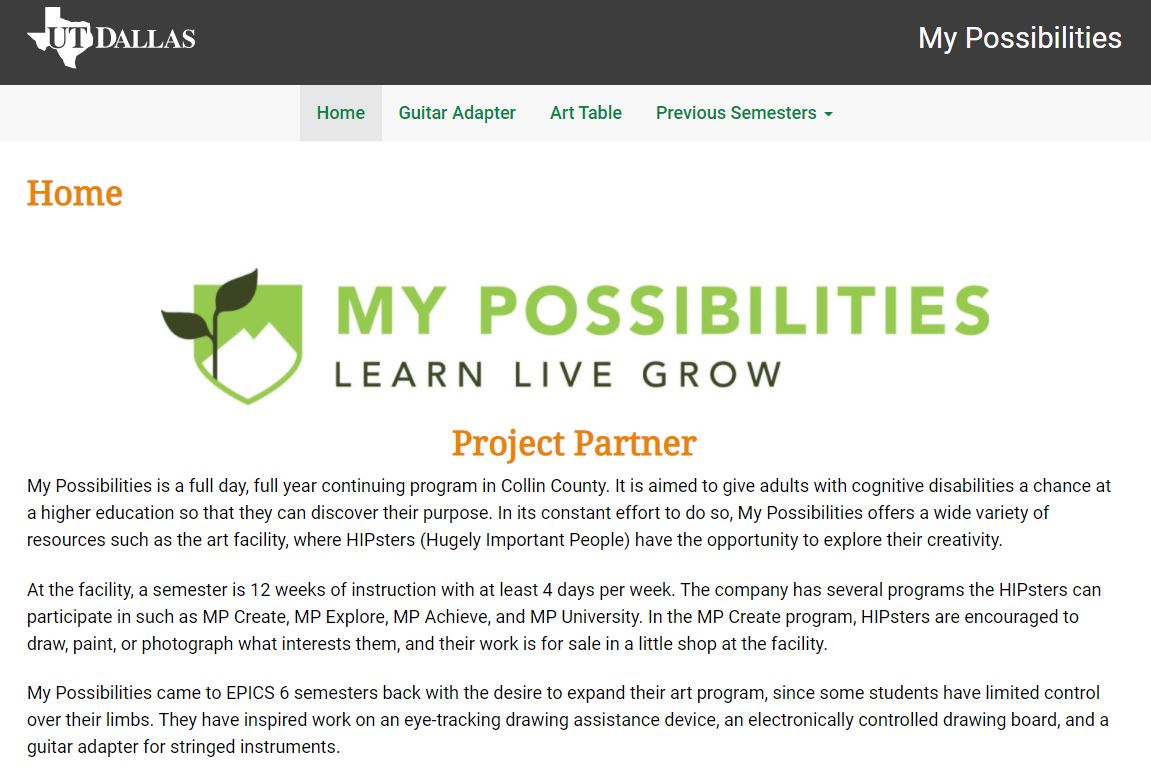 UT DALLAS
My Possibilities
Home
Guitar Adapter
Art Table
Previous Semesters
Home
MY POSSIBILITIES
LEARN LIVE GROW
Project Partner
My Possibilities is a full day, full year continuing program in Collin County. It is aimed to give adults with cognitive disabilities a chance at
a higher education so that they can discover their purpose. In its constant effort to do so, My Possibilities offers a wide variety of
resources such as the art facility, where HIPsters (Hugely Important People) have the opportunity to explore their creativity.
At the facility, a semester is 12 weeks of instruction with at least 4 days per week. The company has several programs the HIPsters can
participate in such as MP Create, MP Explore, MP Achieve, and MP University. In the MP Create program, HIPsters are encouraged to
draw, paint, or photograph what interests them, and their work is for sale in a little shop at the facility.
My Possibilities came to EPICS 6 semesters back with the desire to expand their art program, since some students have limited control
over their limbs. They have inspired work on an eye-tracking drawing assistance device, an electronically controlled drawing board, and a
guitar adapter for stringed instruments.